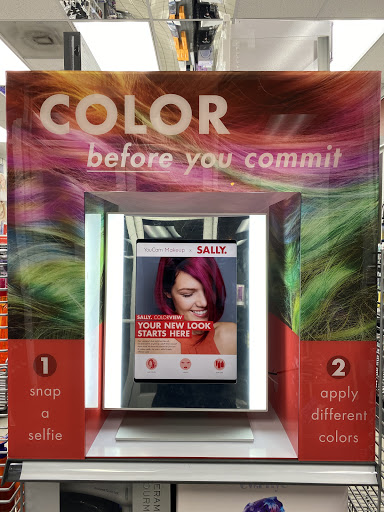 COLOR
before you commit
YouCam Makeup x SALLY.
SALLY. COLORVIEW
YOUR NEW LOOK
STARTS HERE
1
snap
a
selfie
2
apply
different
colors